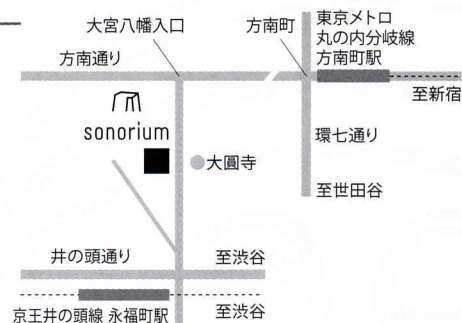 大宮八幡入口
方南町
東京メトロ
丸の内分岐線
方南町駅
方南通り
至新宿
sonorium
環七通り
大圓寺
至世田谷
井の頭通り
至渋谷
京王井の頭線 永福町駅
至渋谷